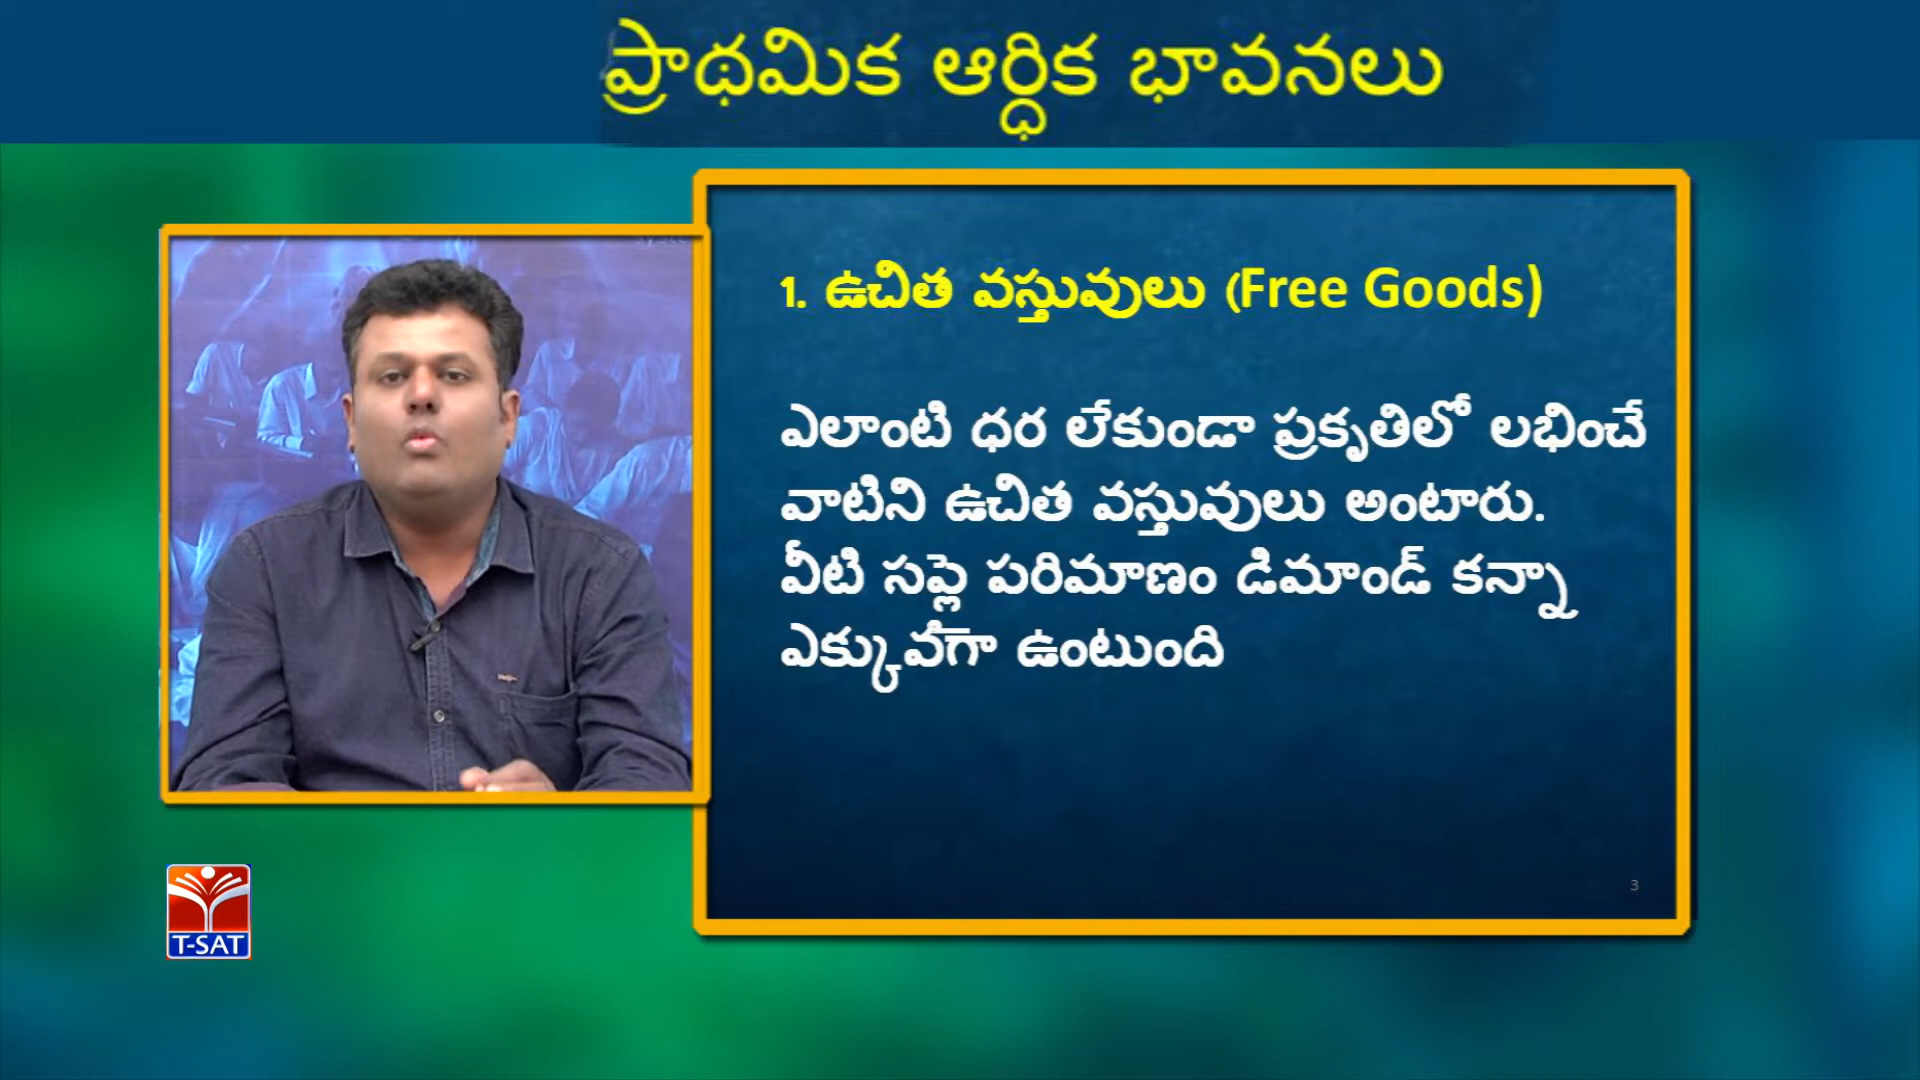 ప్రాథమిక ఆర్ధిక భావనలు
1. ఉచిత వస్తువులు (Free Goods)
ఎలాంటి ధర లేకుండా ప్రకృతిలో లభించే
వాటిని ఉచిత వస్తువులు అంటారు.
వీటి సప్లై పరిమాణం డిమాండ్ కన్నా
ఎక్కువగా ఉంటుంది
3
T-SAT